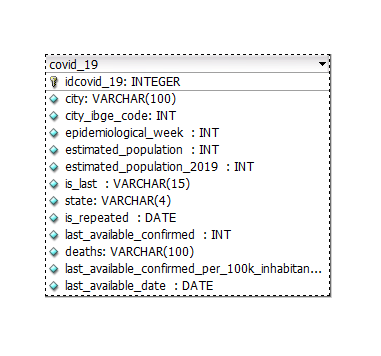 covid_19
idcovid_19: INTEGER
city: VARCHAR(100)
city_ibge_code: INT
epidemiological_week : INT
estimated_population : INT
estimated_population_2019 : INT
is_last : VARCHAR(15)
state: VARCHAR(4)
is_repeated : DATE
last_available_confirmed : INT
deaths: VARCHAR(100)
last_available_confirmed_per_100k_inhabitan...
last_available_date : DATE